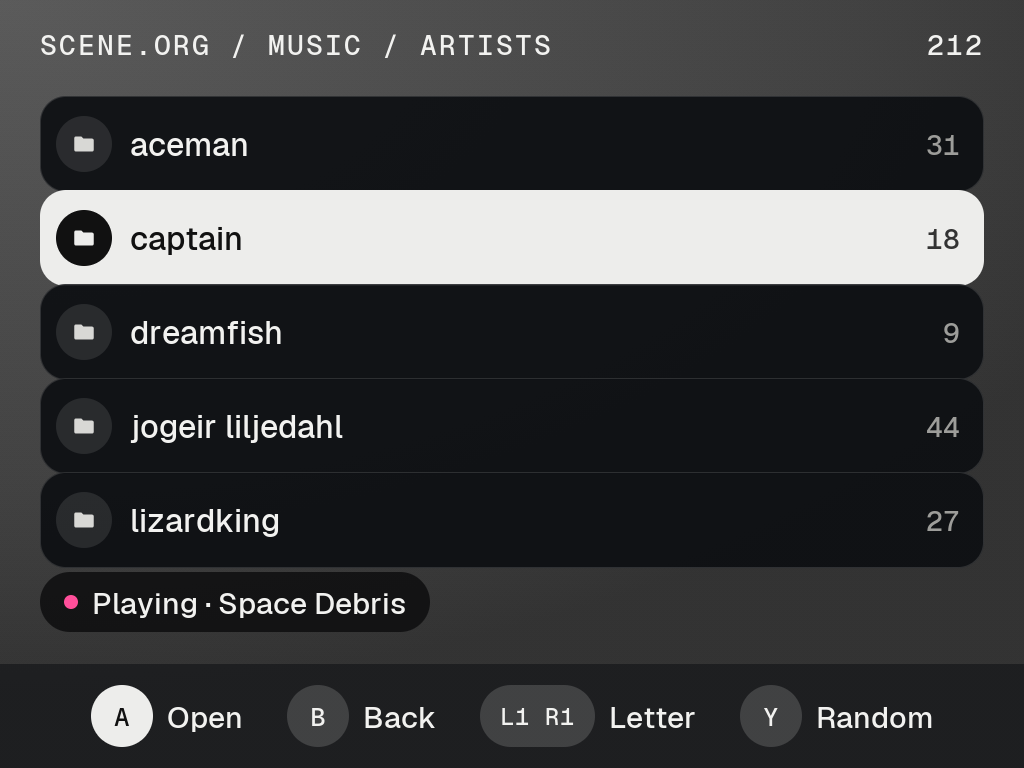 SCENE.ORG / MUSIC / ARTISTS 212
aceman 31
captain 18
dreamfish 9
jogeir liljedahl 44
lizardking 27
Playing · Space Debris
A Open B Back L1 R1 Letter Y Random